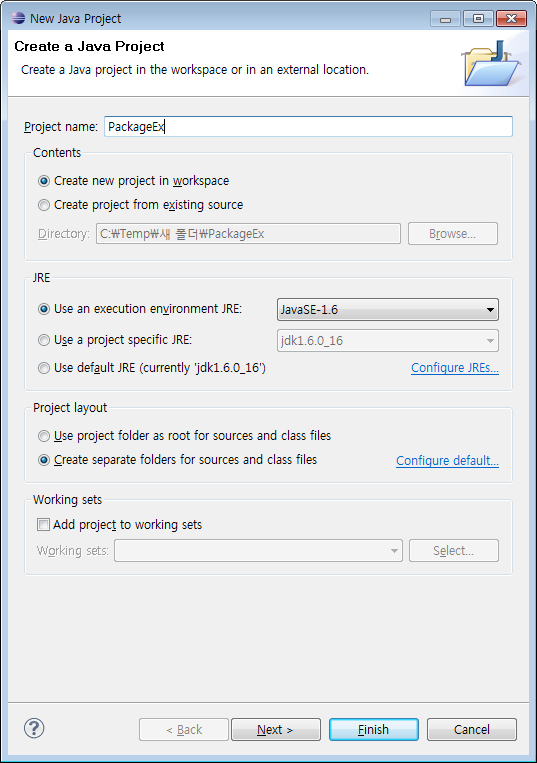 New Java Project
Create a Java Project
Create a Java project in the workspace or in an external location.
Project name: PackageEx
Contents
Create new project in workspace
Create project from existing source
Directory: C:₩Temp₩새 폴더₩PackageEx Browse...
JRE
Use an execution environment JRE: JavaSE-1.6
Use a project specific JRE: jdk1.6.0_16
Use default JRE (currently 'jdk1.6.0_16') Configure JREs...
Project layout
Use project folder as root for sources and class files
Create separate folders for sources and class files Configure default...
Working sets
Add project to working sets
Working sets: Select...
? < Back Next > Finish Cancel